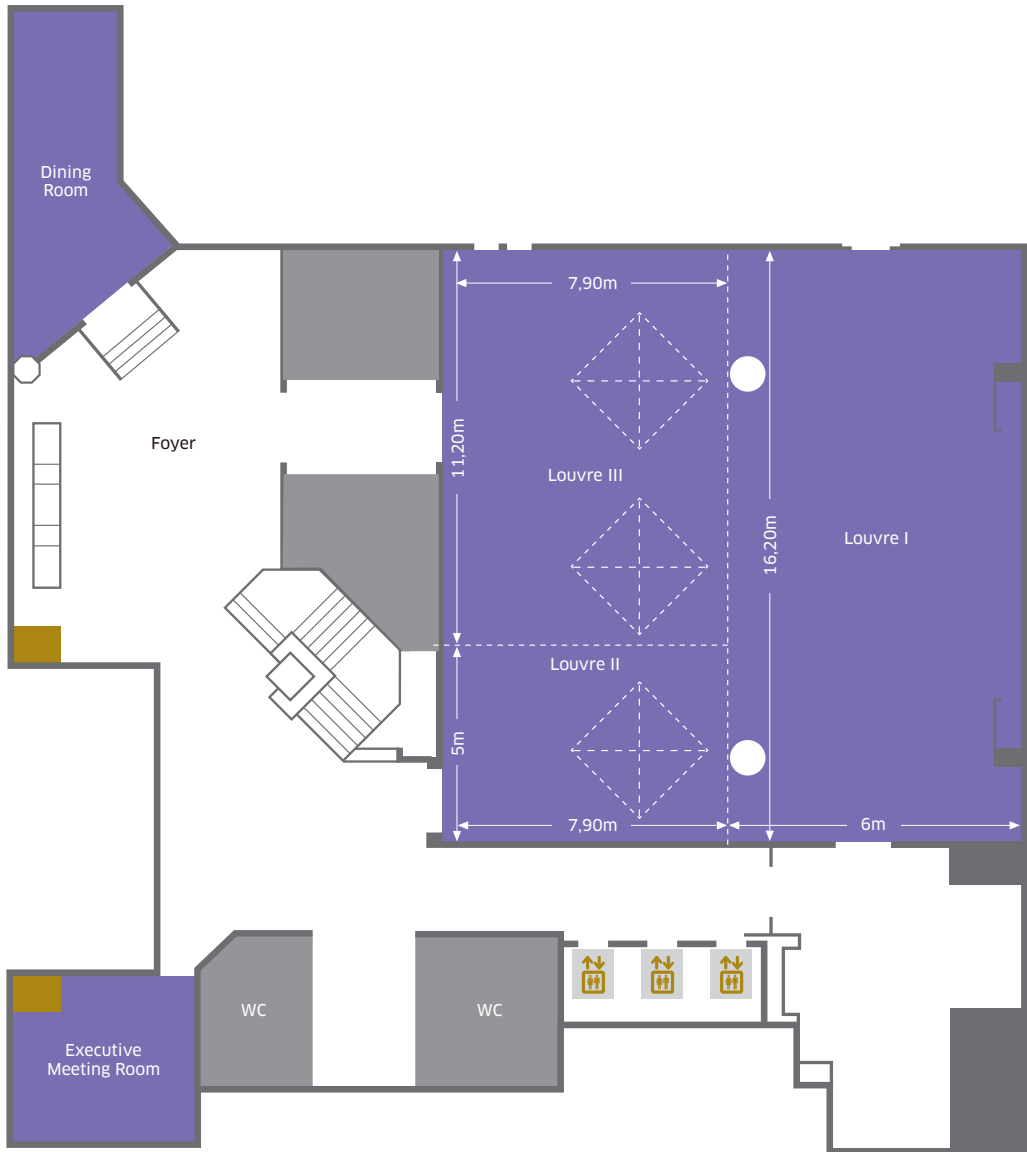 Dining
Room
7,90m
11,20m
Foyer
Louvre III
16,20m
Louvre I
Louvre II
5m
7,90m
6m
WC
WC
Executive
Meeting Room